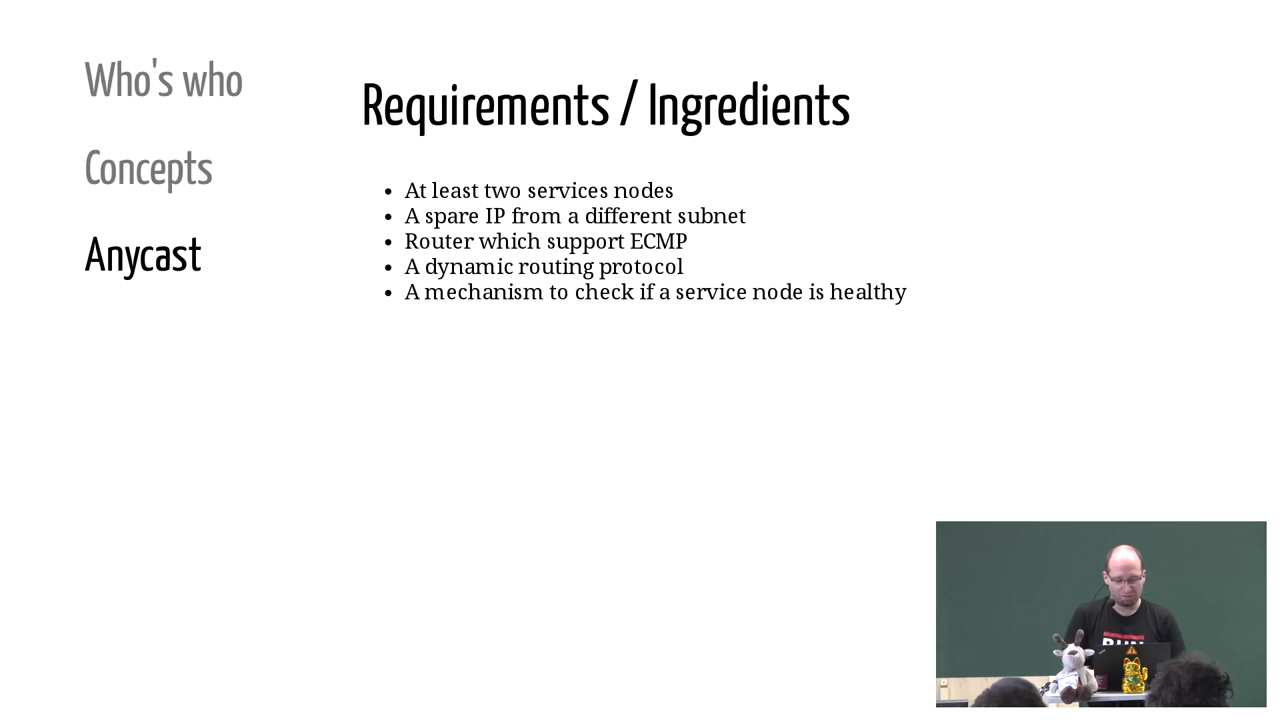 Who's who
Concepts
Anycast
Requirements / Ingredients
At least two services nodes
A spare IP from a different subnet
Router which support ECMP
A dynamic routing protocol
A mechanism to check if a service node is healthy